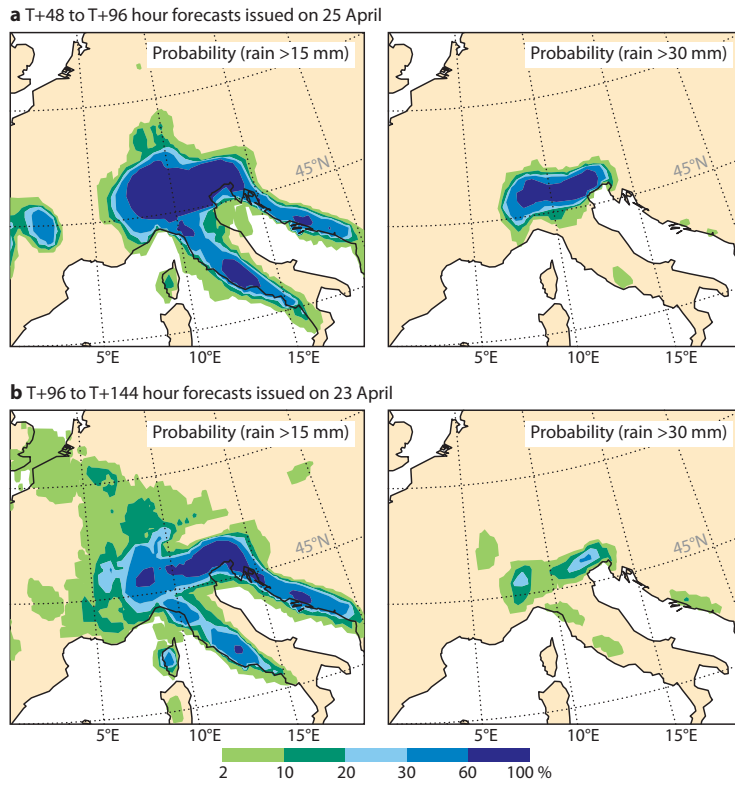 a T+48 to T+96 hour forecasts issued on 25 April
Probability (rain >15 mm)
Probability (rain >30 mm)
45°N
45°N
5°E 10°E 15°E
5°E 10°E 15°E
b T+96 to T+144 hour forecasts issued on 23 April
Probability (rain >15 mm)
Probability (rain >30 mm)
45°N
45°N
5°E 10°E 15°E
5°E 10°E 15°E
2 10 20 30 60 100 %